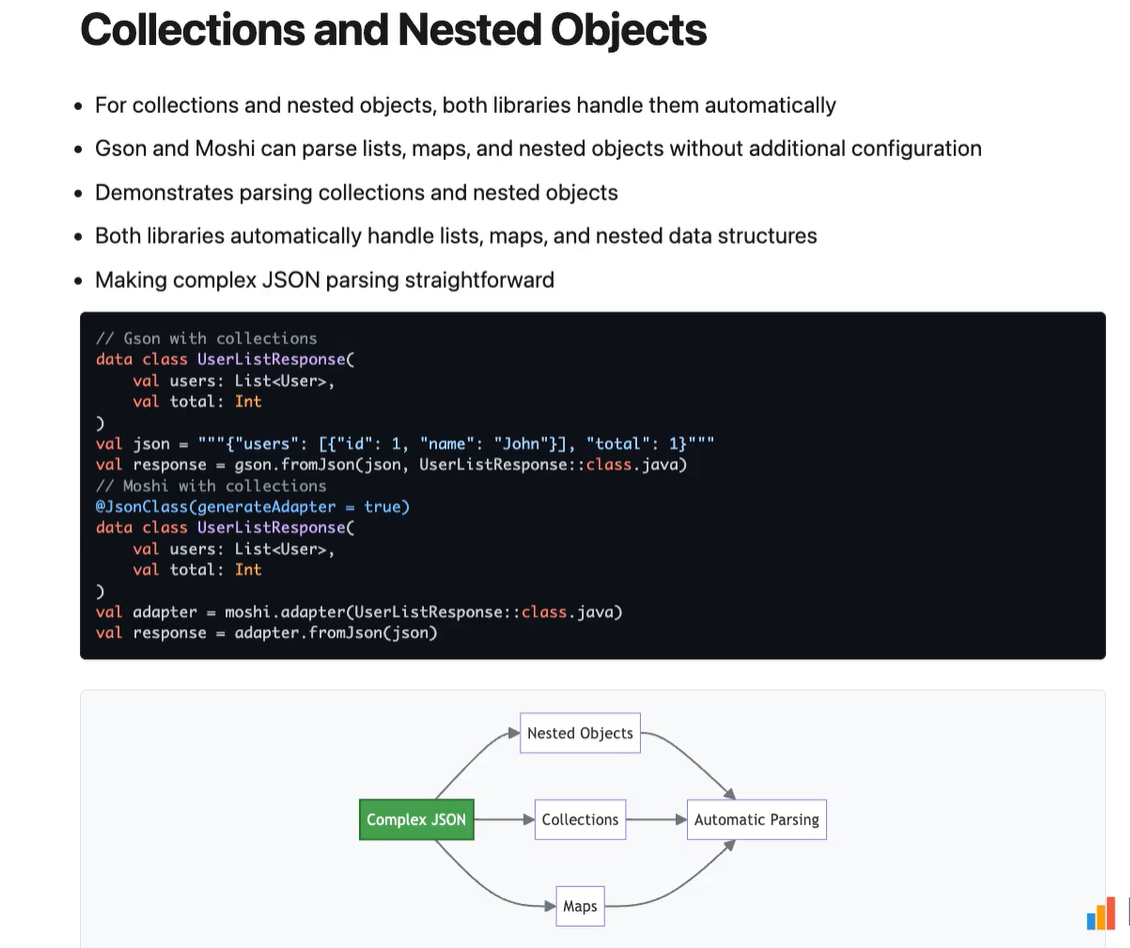 Collections and Nested Objects
• For collections and nested objects, both libraries handle them automatically
• Gson and Moshi can parse lists, maps, and nested objects without additional configuration
• Demonstrates parsing collections and nested objects
• Both libraries automatically handle lists, maps, and nested data structures
• Making complex JSON parsing straightforward
// Gson with collections
data class UserListResponse(
    val users: List<User>,
    val total: Int
)
val json = """{"users": [{"id": 1, "name": "John"}], "total": 1}"""
val response = gson.fromJson(json, UserListResponse::class.java)
// Moshi with collections
@JsonClass(generateAdapter = true)
data class UserListResponse(
    val users: List<User>,
    val total: Int
)
val adapter = moshi.adapter(UserListResponse::class.java)
val response = adapter.fromJson(json)
Nested Objects
Complex JSON
Collections
Automatic Parsing
Maps